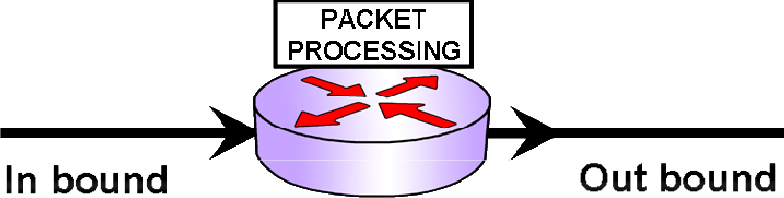 PACKET
PROCESSING
In bound
Out bound